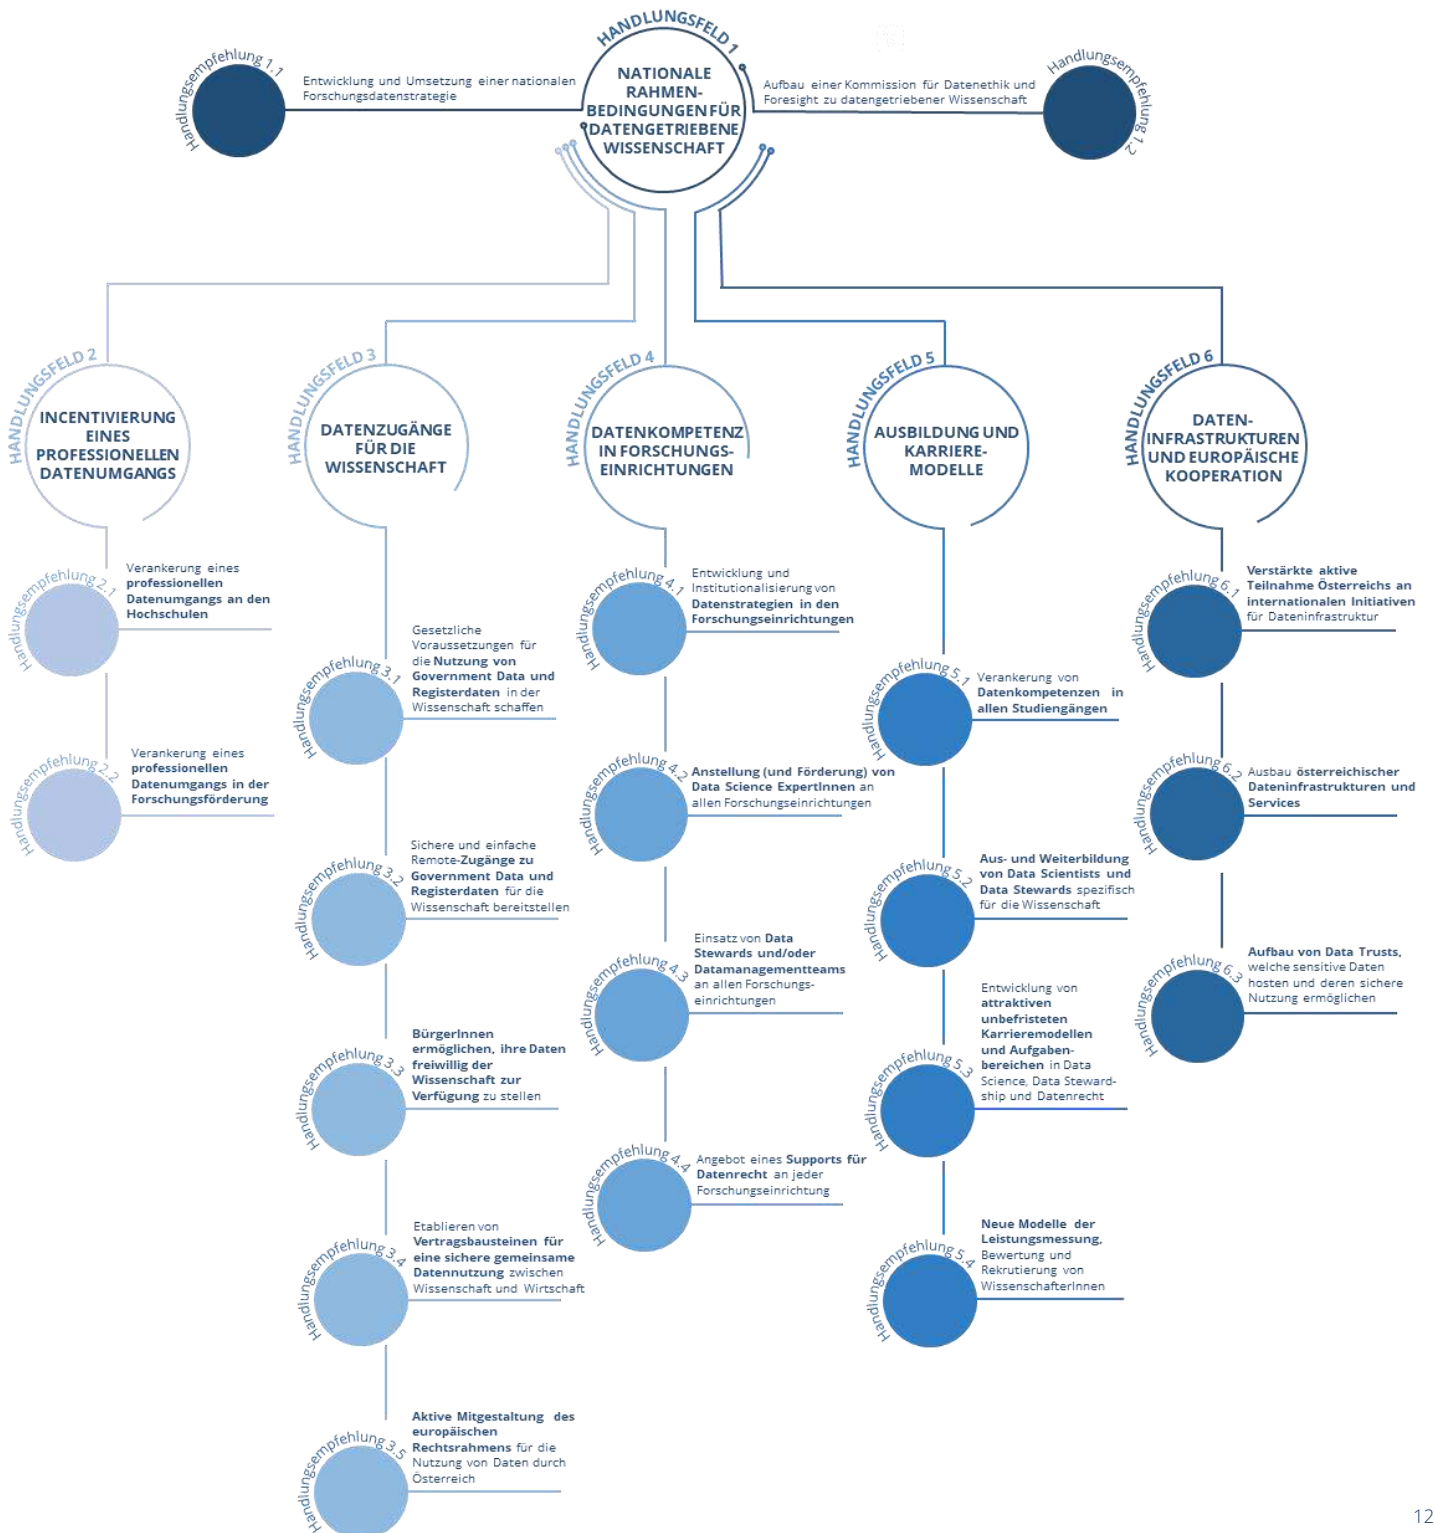 HANDLUNGSFELD 1
NATIONALE
RAHMEN-
BEDINGUNGEN FÜR
DATENGETRIEBENE
WISSENSCHAFT
Handlungsempfehlung 1.1
Entwicklung und Umsetzung einer nationalen
Forschungsdatenstrategie
Handlungsempfehlung 1.2
Aufbau einer Kommission für Datenethik und
Foresight zu datengetriebener Wissenschaft
HANDLUNGSFELD 2
INCENTIVIERUNG
EINES
PROFESSIONELLEN
DATENUMGANGS
Handlungsempfehlung 2.1
Verankerung eines
professionellen
Datenumgangs an den
Hochschulen
Handlungsempfehlung 2.2
Verankerung eines
professionellen
Datenumgangs in der
Forschungsförderung
HANDLUNGSFELD 3
DATENZUGÄNGE
FÜR DIE
WISSENSCHAFT
Handlungsempfehlung 3.1
Gesetzliche
Voraussetzungen für
die Nutzung von
Government Data und
Registerdaten in der
Wissenschaft schaffen
Handlungsempfehlung 3.2
Sichere und einfache
Remote-Zugänge zu
Government Data und
Registerdaten für die
Wissenschaft bereitstellen
Handlungsempfehlung 3.3
BürgerInnen
ermöglichen, ihre Daten
freiwillig der
Wissenschaft zur
Verfügung zu stellen
Handlungsempfehlung 3.4
Etablieren von
Vertragsbausteinen für
eine sichere gemeinsame
Datennutzung zwischen
Wissenschaft und Wirtschaft
Handlungsempfehlung 3.5
Aktive Mitgestaltung des
europäischen
Rechtsrahmens für die
Nutzung von Daten durch
Österreich
HANDLUNGSFELD 4
DATENKOMPETENZ
IN FORSCHUNGS-
EINRICHTUNGEN
Handlungsempfehlung 4.1
Entwicklung und
Institutionalisierung von
Datenstrategien in den
Forschungseinrichtungen
Handlungsempfehlung 4.2
Anstellung (und Förderung) von
Data Science ExpertInnen an
allen Forschungseinrichtungen
Handlungsempfehlung 4.3
Einsatz von Data
Stewards und/oder
Datamanagementteams
an allen Forschungs-
einrichtungen
Handlungsempfehlung 4.4
Angebot eines Supports für
Datenrecht an jeder
Forschungseinrichtung
HANDLUNGSFELD 5
AUSBILDUNG UND
KARRIERE-
MODELLE
Handlungsempfehlung 5.1
Verankerung von
Datenkompetenzen in
allen Studiengängen
Handlungsempfehlung 5.2
Aus- und Weiterbildung
von Data Scientists und
Data Stewards spezifisch
für die Wissenschaft
Handlungsempfehlung 5.3
Entwicklung von
attraktiven
unbefristeten
Karrieremodellen
und Aufgaben-
bereichen in Data
Science, Data Steward-
ship und Datenrecht
Handlungsempfehlung 5.4
Neue Modelle der
Leistungsmessung,
Bewertung und
Rekrutierung von
WissenschafterInnen
HANDLUNGSFELD 6
DATEN-
INFRASTRUKTUREN
UND EUROPÄISCHE
KOOPERATION
Handlungsempfehlung 6.1
Verstärkte aktive
Teilnahme Österreichs an
internationalen Initiativen
für Dateninfrastruktur
Handlungsempfehlung 6.2
Ausbau österreichischer
Dateninfrastrukturen und
Services
Handlungsempfehlung 6.3
Aufbau von Data Trusts,
welche sensitive Daten
hosten und deren sichere
Nutzung ermöglichen
12